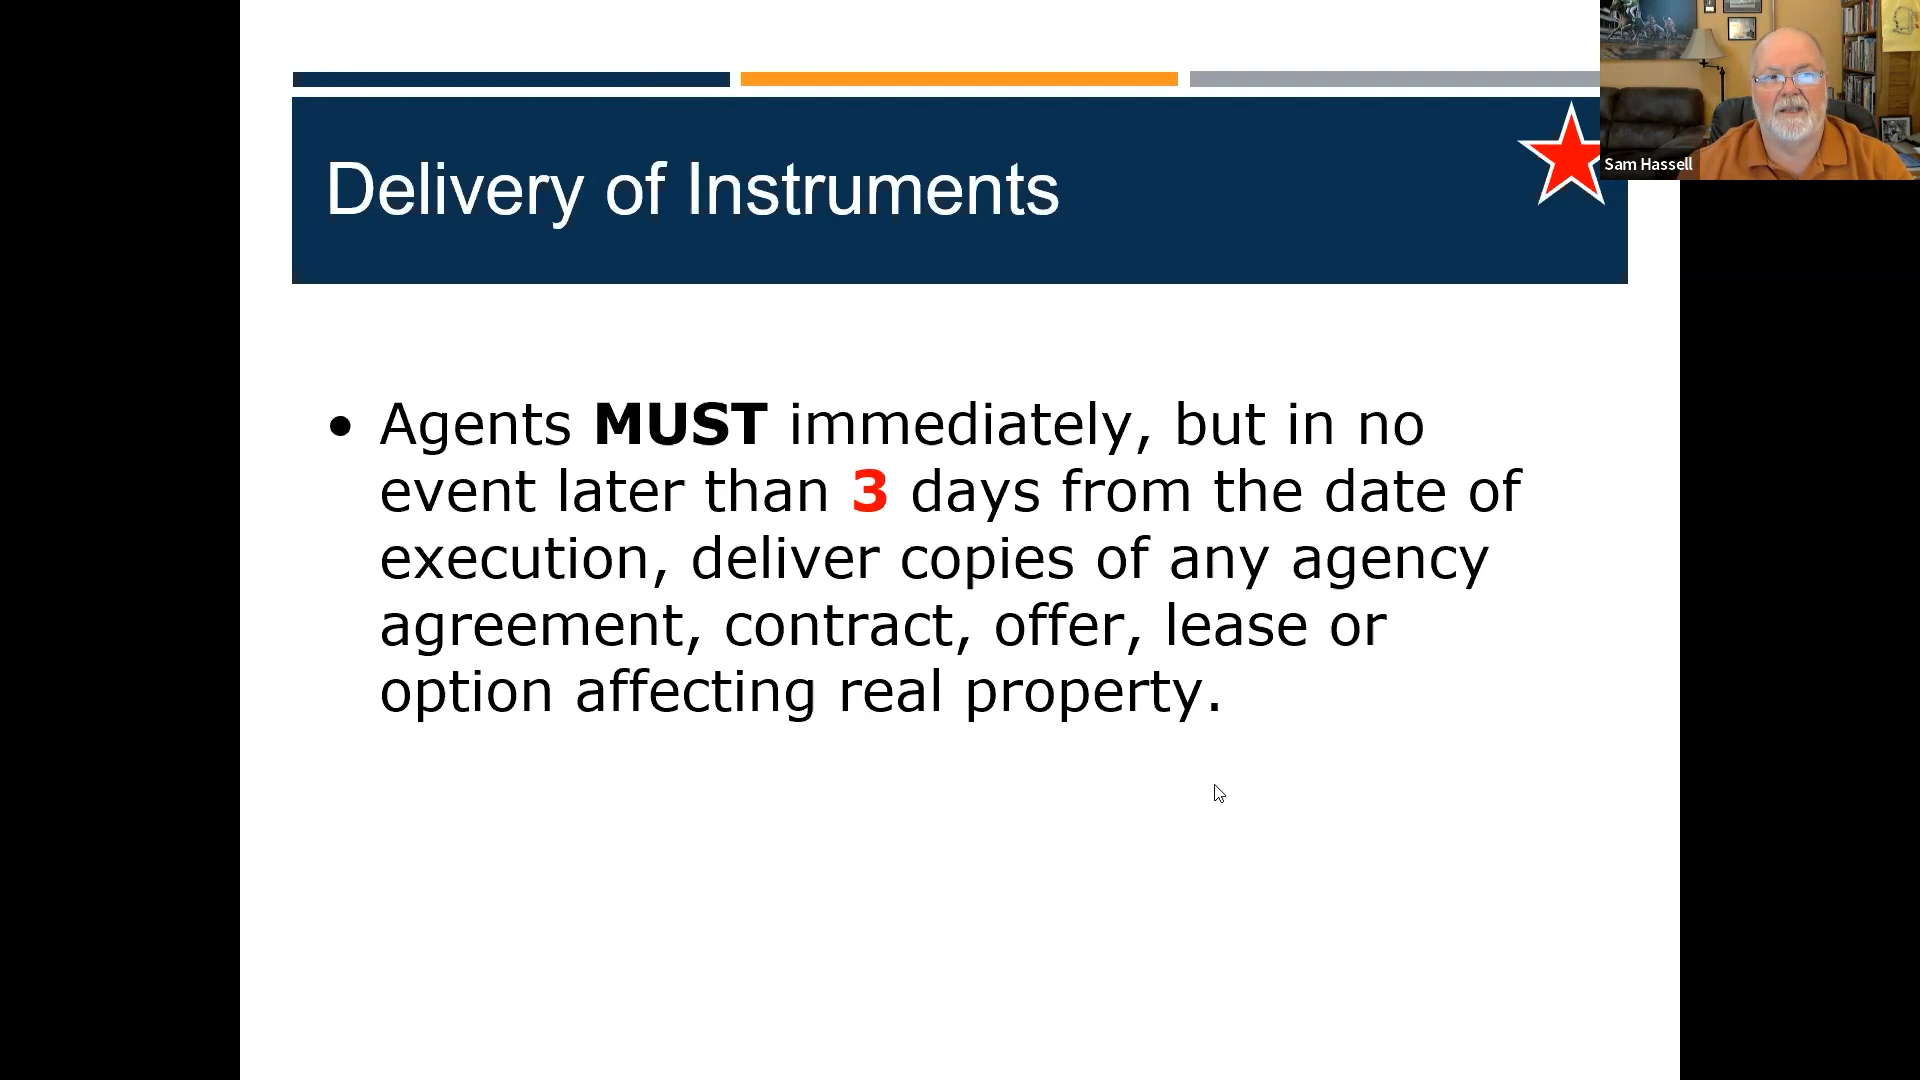 Delivery of Instruments
Sam Hassell
• Agents MUST immediately, but in no
event later than 3 days from the date of
execution, deliver copies of any agency
agreement, contract, offer, lease or
option affecting real property.